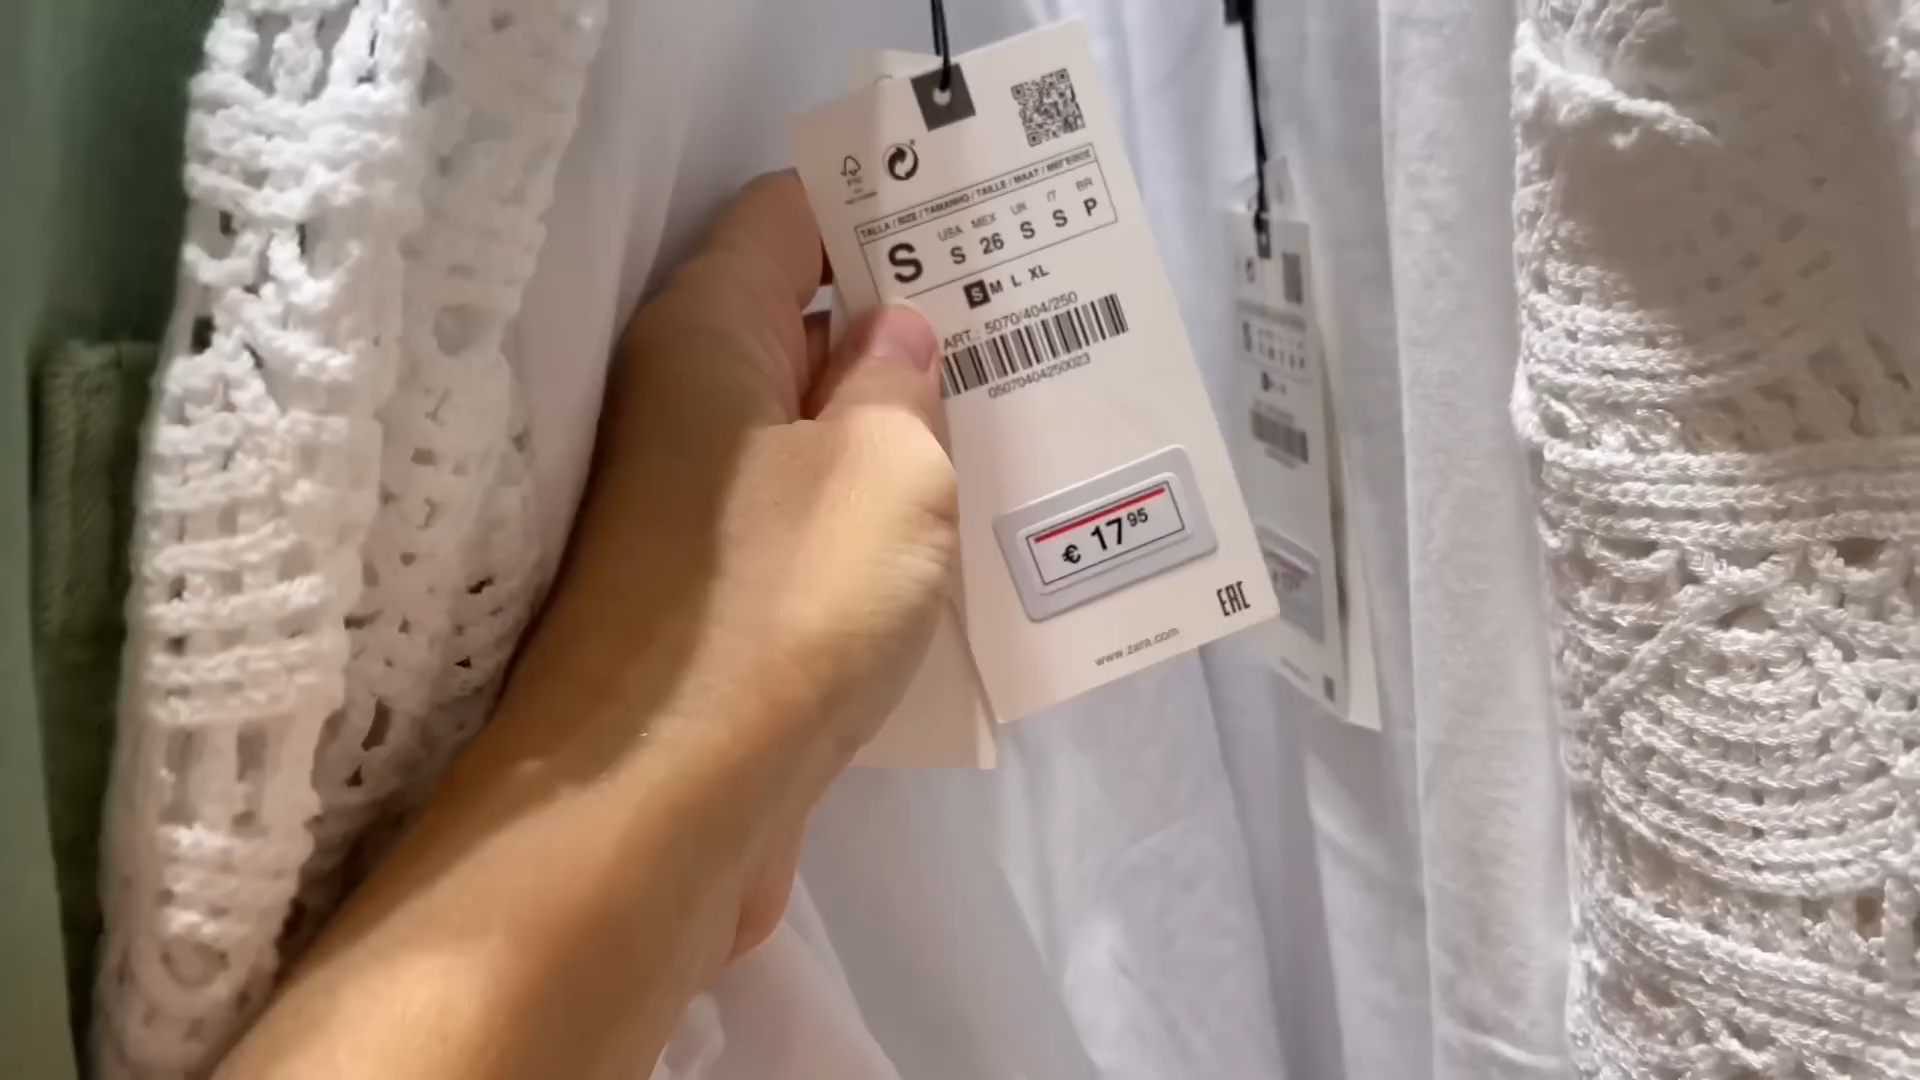 TALLA / SIZE / TAMANHO / TAILLE / MAAT /
USA MEX UK IT BR
S S 26 S S P
S M L XL
ART.: 5070/404/250
05070404250023
€ 17 95
EAC
www.zara.com